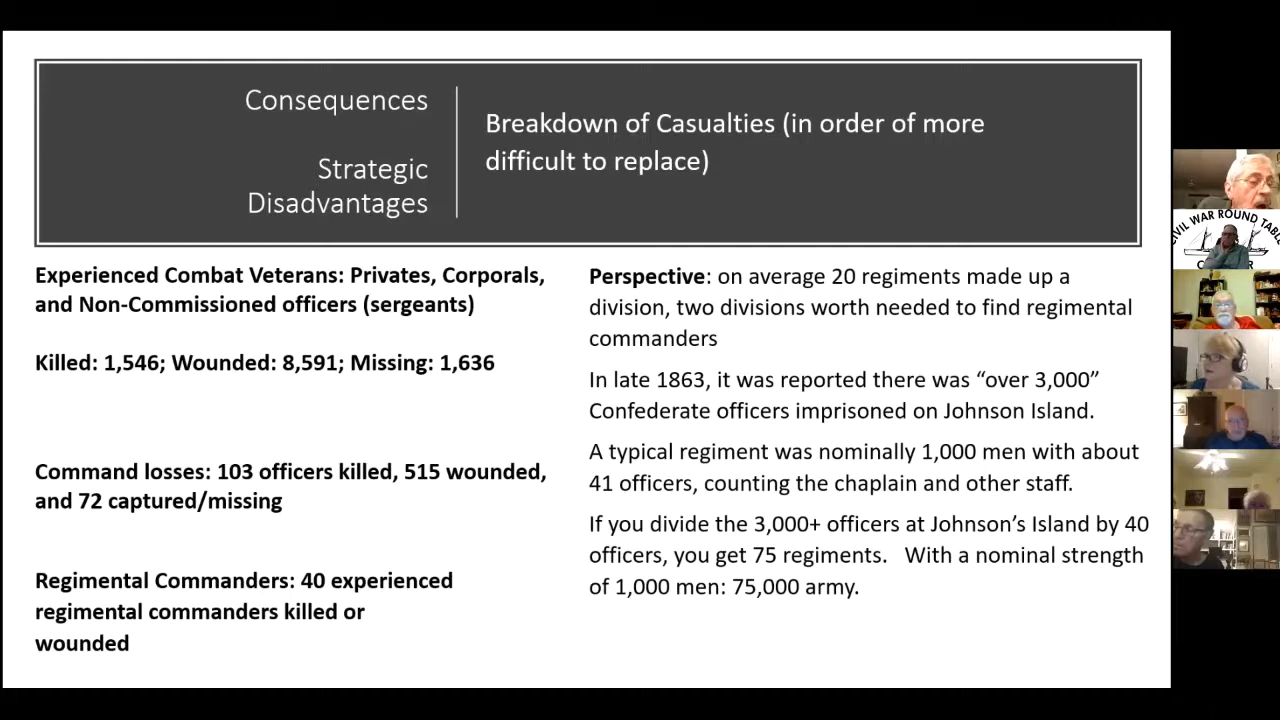 Consequences
Strategic
Disadvantages
Breakdown of Casualties (in order of more
difficult to replace)
Experienced Combat Veterans: Privates, Corporals,
and Non-Commissioned officers (sergeants)
Killed: 1,546; Wounded: 8,591; Missing: 1,636
Command losses: 103 officers killed, 515 wounded,
and 72 captured/missing
Regimental Commanders: 40 experienced
regimental commanders killed or
wounded
Perspective: on average 20 regiments made up a
division, two divisions worth needed to find regimental
commanders
In late 1863, it was reported there was “over 3,000”
Confederate officers imprisoned on Johnson Island.
A typical regiment was nominally 1,000 men with about
41 officers, counting the chaplain and other staff.
If you divide the 3,000+ officers at Johnson’s Island by 40
officers, you get 75 regiments. With a nominal strength
of 1,000 men: 75,000 army.
WAR ROUND